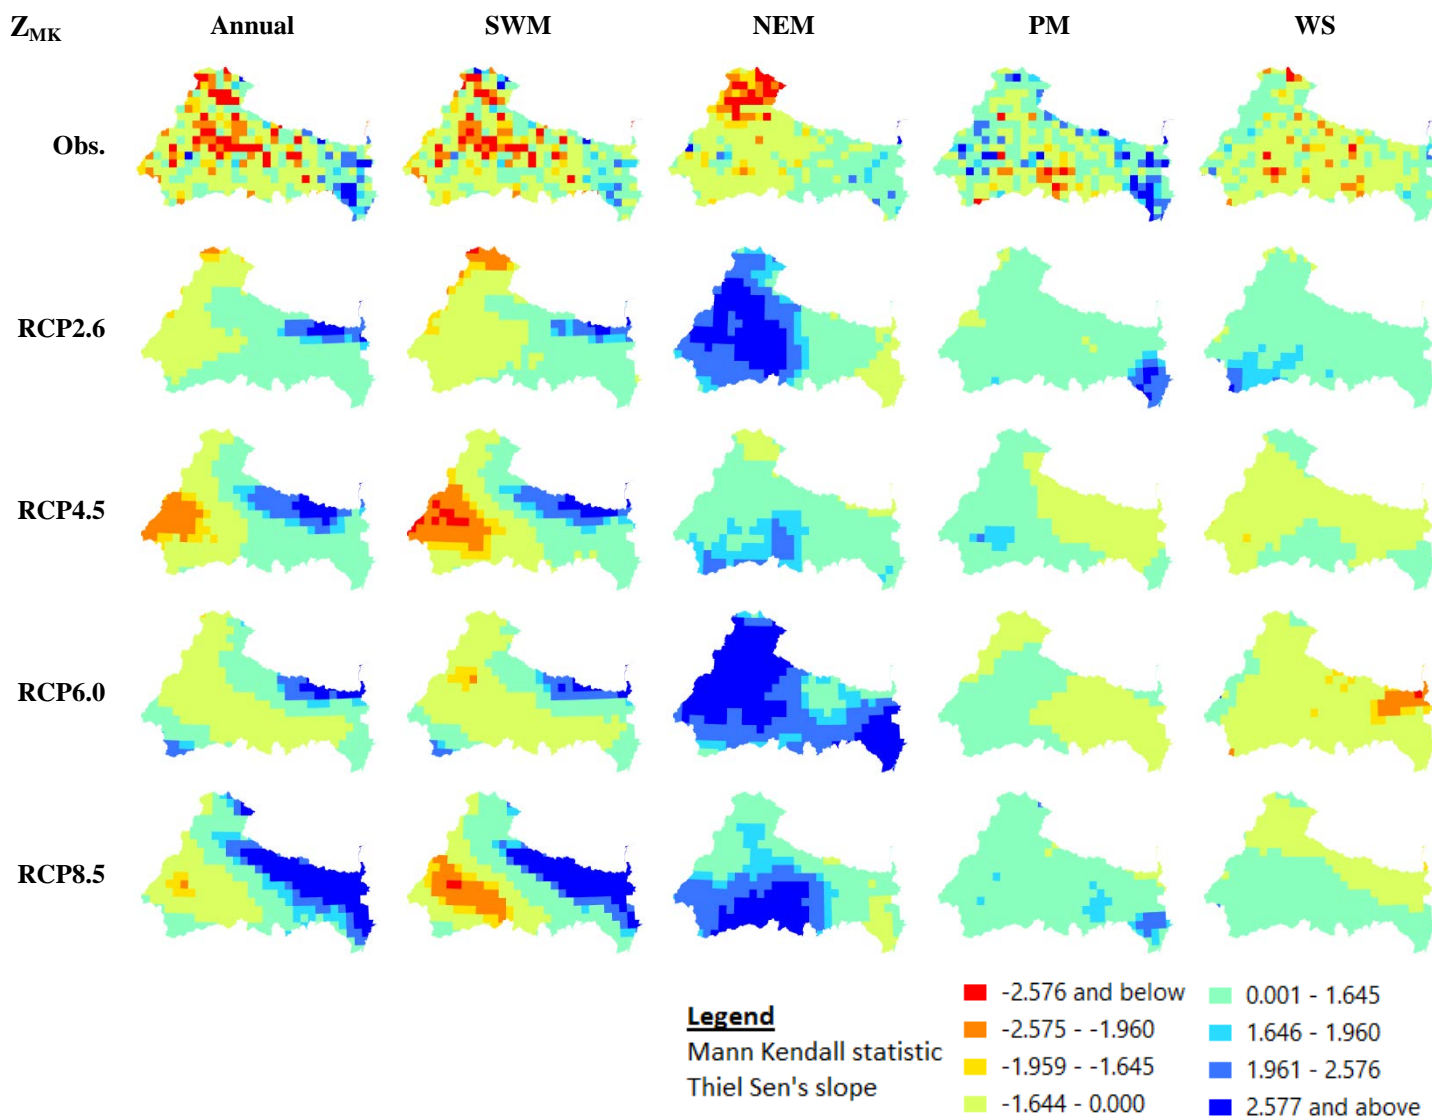 Z_MK Annual SWM NEM PM WS
Obs.
RCP2.6
RCP4.5
RCP6.0
RCP8.5
Legend
Mann Kendall statistic
Thiel Sen's slope
-2.576 and below
-2.575 - -1.960
-1.959 - -1.645
-1.644 - 0.000
0.001 - 1.645
1.646 - 1.960
1.961 - 2.576
2.577 and above